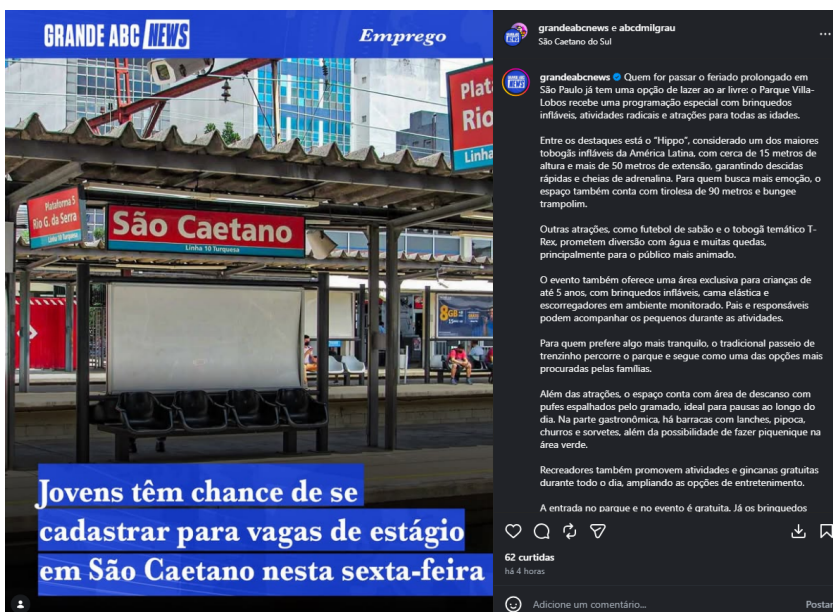 GRANDE ABC NEWS
Emprego
Plat
Rio
Linha
Plataforma 5
Rio G. da Serra
Linha 10 Turquesa
São Caetano
Linha 10 Turquesa
8GB
Jovens têm chance de se
cadastrar para vagas de estágio
em São Caetano nesta sexta-feira
grandeabcnews e abcdmilgrau
São Caetano do Sul
grandeabcnews Quem for passar o feriado prolongado em
São Paulo já tem uma opção de lazer ao ar livre: o Parque Villa-
Lobos recebe uma programação especial com brinquedos
infláveis, atividades radicais e atrações para todas as idades.
Entre os destaques está o “Hippo”, considerado um dos maiores
tobogãs infláveis da América Latina, com cerca de 15 metros de
altura e mais de 50 metros de extensão, garantindo descidas
rápidas e cheias de adrenalina. Para quem busca mais emoção, o
espaço também conta com tirolesa de 90 metros e bungee
trampolim.
Outras atrações, como futebol de sabão e o tobogã temático T-
Rex, prometem diversão com água e muitas quedas,
principalmente para o público mais animado.
O evento também oferece uma área exclusiva para crianças de
até 5 anos, com brinquedos infláveis, cama elástica e
escorregadores em ambiente monitorado. Pais e responsáveis
podem acompanhar os pequenos durante as atividades.
Para quem prefere algo mais tranquilo, o tradicional passeio de
trenzinho percorre o parque e segue como uma das opções mais
procuradas pelas famílias.
Além das atrações, o espaço conta com área de descanso com
pufes espalhados pelo gramado, ideal para pausas ao longo do
dia. Na parte gastronômica, há barracas com lanches, pipoca,
churros e sorvetes, além da possibilidade de fazer piquenique na
área verde.
Recreadores também promovem atividades e gincanas gratuitas
durante todo o dia, ampliando as opções de entretenimento.
A entrada no parque e no evento é gratuita. Já os brinquedos
62 curtidas
há 4 horas
Adicione um comentário...
Postar